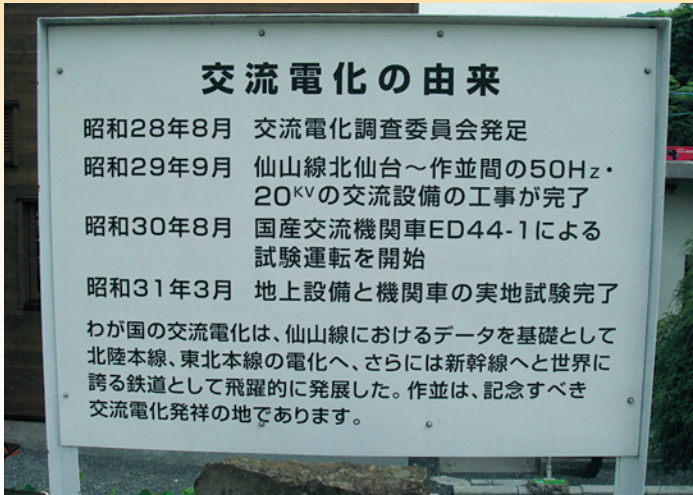 交流電化の由来
昭和28年8月 交流電化調査委員会発足
昭和29年9月 仙山線北仙台〜作並間の50Hz・
20KVの交流設備の工事が完了
昭和30年8月 国産交流機関車ED44-1による
試験運転を開始
昭和31年3月 地上設備と機関車の実地試験完了
わが国の交流電化は、仙山線におけるデータを基礎として
北陸本線、東北本線の電化へ、さらには新幹線へと世界に
誇る鉄道として飛躍的に発展した。作並は、記念すべき
交流電化発祥の地であります。